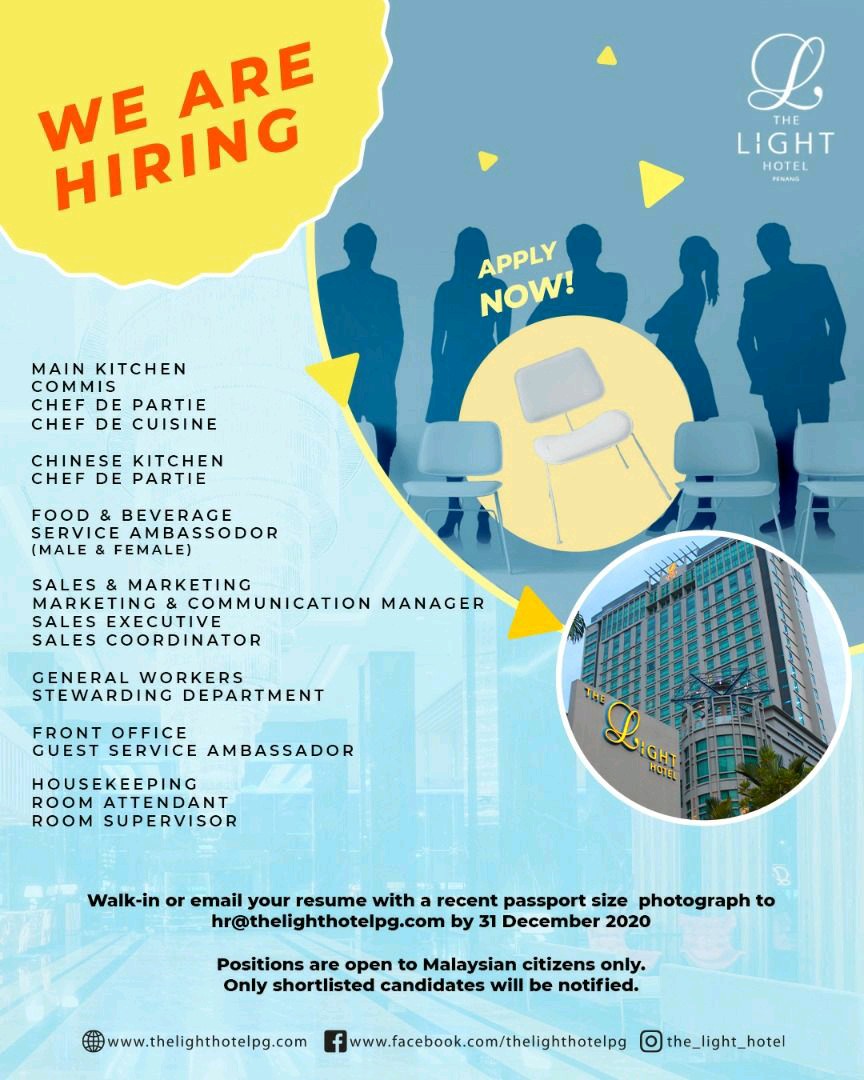 WE ARE
HIRING
L
THE
LIGHT
HOTEL
PENANG
APPLY
NOW!
MAIN KITCHEN
COMMIS
CHEF DE PARTIE
CHEF DE CUISINE
CHINESE KITCHEN
CHEF DE PARTIE
FOOD & BEVERAGE
SERVICE AMBASSODOR
(MALE & FEMALE)
SALES & MARKETING
MARKETING & COMMUNICATION MANAGER
SALES EXECUTIVE
SALES COORDINATOR
GENERAL WORKERS
STEWARDING DEPARTMENT
FRONT OFFICE
GUEST SERVICE AMBASSADOR
HOUSEKEEPING
ROOM ATTENDANT
ROOM SUPERVISOR
THE
LIGHT
HOTEL
Walk-in or email your resume with a recent passport size photograph to
hr@thelighthotelpg.com by 31 December 2020
Positions are open to Malaysian citizens only.
Only shortlisted candidates will be notified.
www.thelighthotelpg.com www.facebook.com/thelighthotelpg the_light_hotel